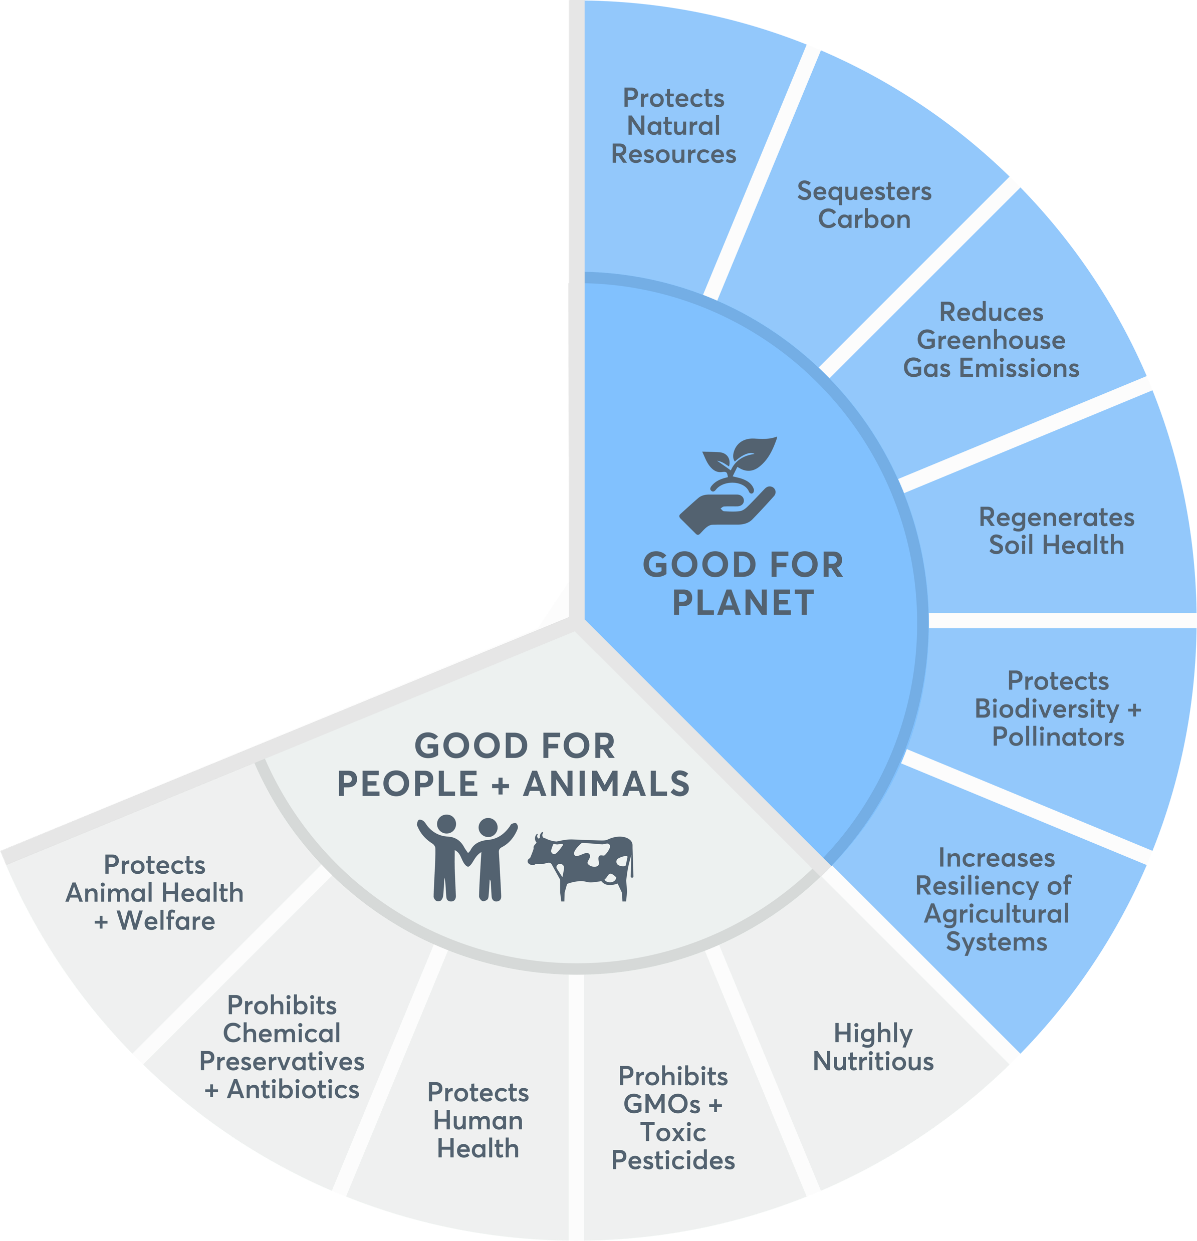 Protects
Natural
Resources
Sequesters
Carbon
Reduces
Greenhouse
Gas Emissions
Regenerates
Soil Health
GOOD FOR
PLANET
Protects
Biodiversity +
Pollinators
Increases
Resiliency of
Agricultural
Systems
GOOD FOR
PEOPLE + ANIMALS
Highly
Nutritious
Prohibits
GMOs +
Toxic
Pesticides
Protects
Human
Health
Prohibits
Chemical
Preservatives
+ Antibiotics
Protects
Animal Health
+ Welfare